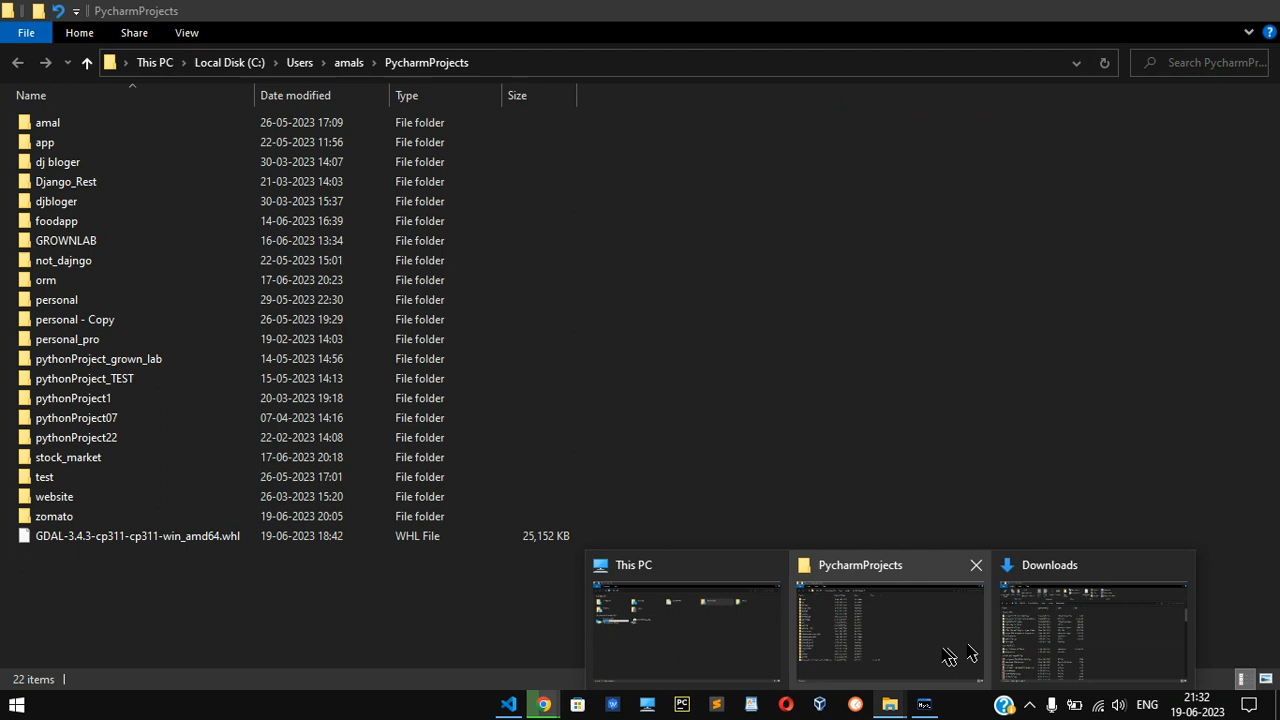 PycharmProjects
File Home Share View
This PC Local Disk (C:) Users amals PycharmProjects Search PycharmPr...
Name Date modified Type Size
amal 26-05-2023 17:09 File folder
app 22-05-2023 11:56 File folder
dj bloger 30-03-2023 14:07 File folder
Django_Rest 21-03-2023 14:03 File folder
djbloger 30-03-2023 15:37 File folder
foodapp 14-06-2023 16:39 File folder
GROWNLAB 16-06-2023 13:34 File folder
not_dajngo 22-05-2023 15:01 File folder
orm 17-06-2023 20:23 File folder
personal 29-05-2023 22:30 File folder
personal - Copy 26-05-2023 19:29 File folder
personal_pro 19-02-2023 14:03 File folder
pythonProject_grown_lab 14-05-2023 14:56 File folder
pythonProject_TEST 15-05-2023 14:13 File folder
pythonProject1 20-03-2023 19:18 File folder
pythonProject07 07-04-2023 14:16 File folder
pythonProject22 22-02-2023 14:08 File folder
stock_market 17-06-2023 20:18 File folder
test 26-05-2023 17:01 File folder
website 26-03-2023 15:20 File folder
zomato 19-06-2023 20:05 File folder
GDAL-3.4.3-cp311-cp311-win_amd64.whl 19-06-2023 18:42 WHL File 25,152 KB
This PC PycharmProjects Downloads
22 items
ENG 21:32
19-06-2023